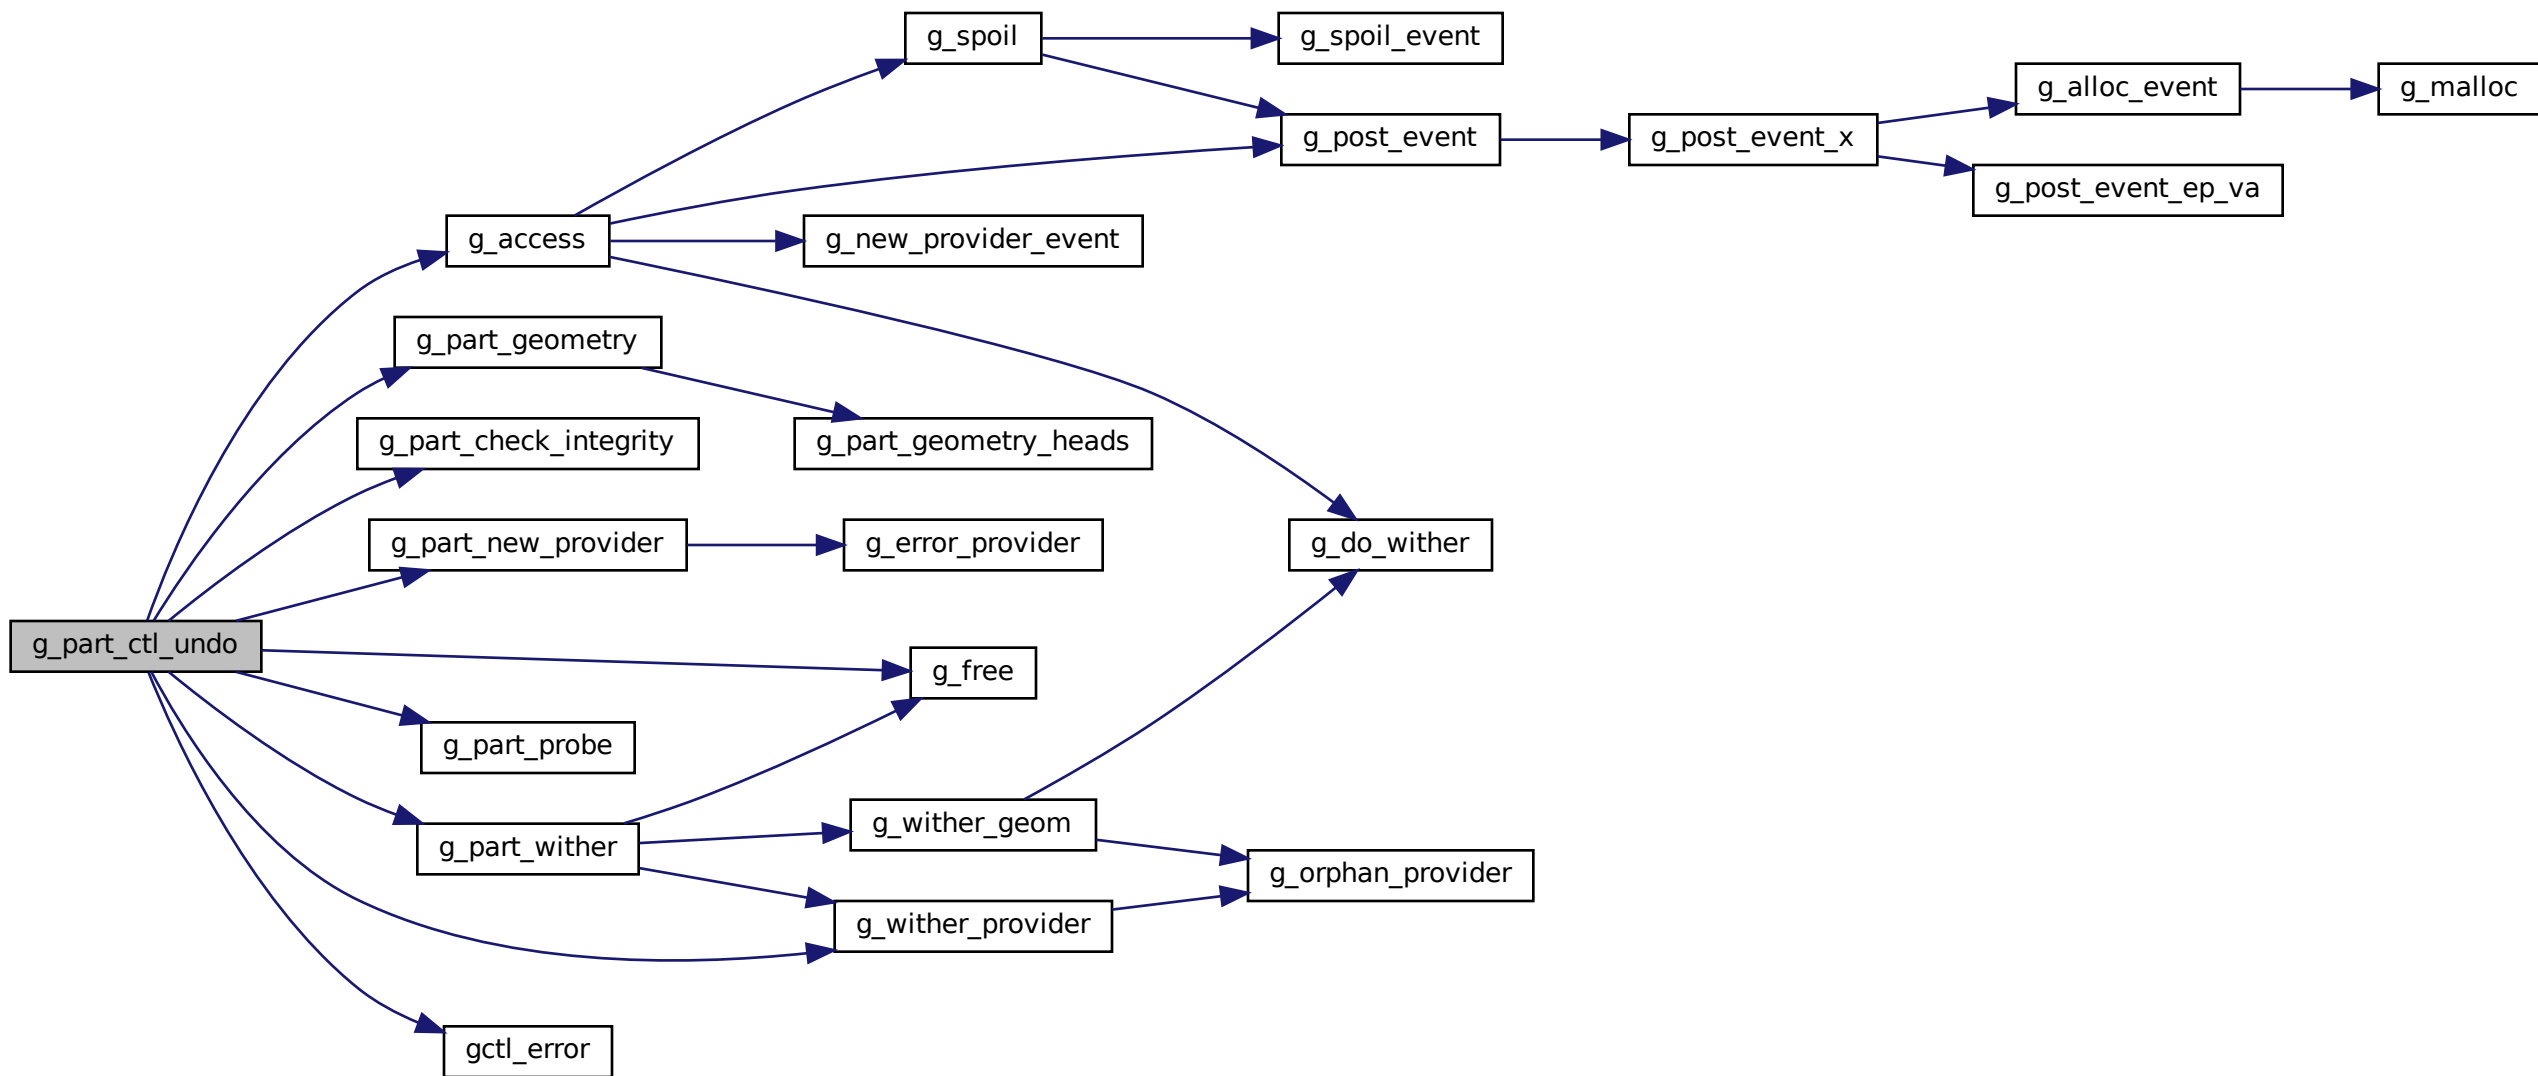 g_spoil
g_spoil_event
g_alloc_event
g_malloc
g_post_event
g_post_event_x
g_post_event_ep_va
g_access
g_new_provider_event
g_part_geometry
g_part_check_integrity
g_part_geometry_heads
g_part_new_provider
g_error_provider
g_do_wither
g_part_ctl_undo
g_free
g_part_probe
g_part_wither
g_wither_geom
g_orphan_provider
g_wither_provider
gctl_error